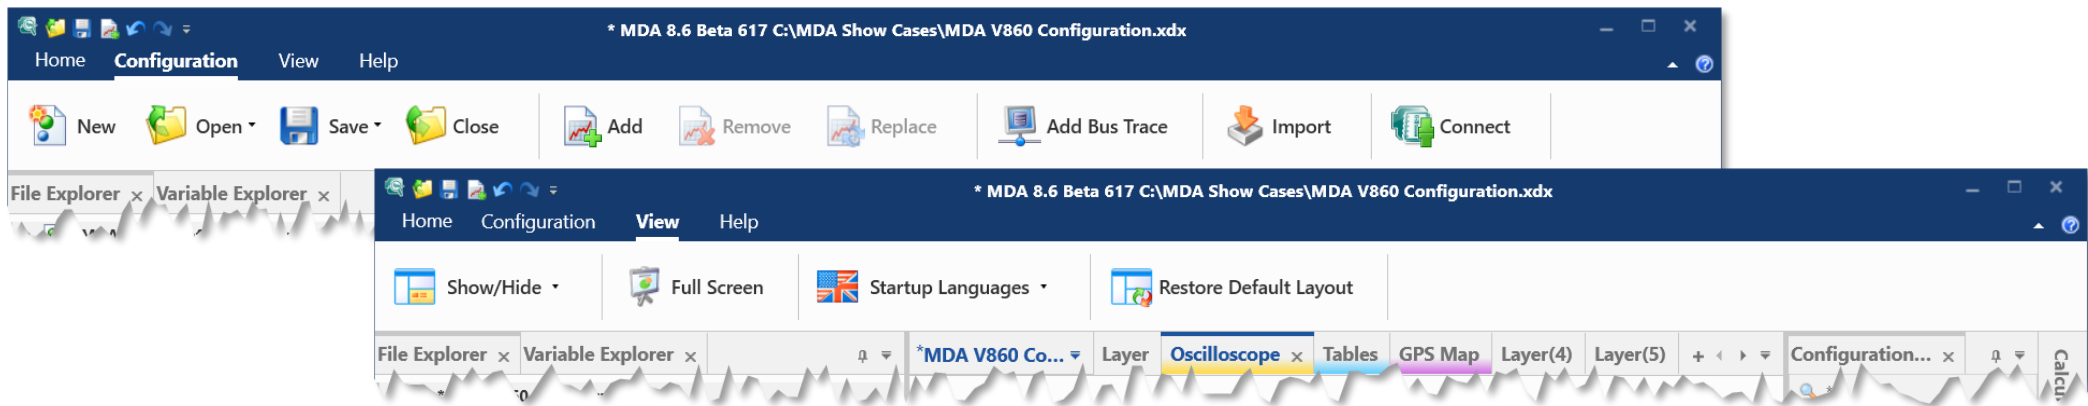 * MDA 8.6 Beta 617 C:\MDA Show Cases\MDA V860 Configuration.xdx
Home Configuration View Help
New Open Save Close Add Remove Replace Add Bus Trace Import Connect
File Explorer Variable Explorer
* MDA 8.6 Beta 617 C:\MDA Show Cases\MDA V860 Configuration.xdx
Home Configuration View Help
Show/Hide Full Screen Startup Languages Restore Default Layout
File Explorer Variable Explorer *MDA V860 Co... Layer Oscilloscope Tables GPS Map Layer(4) Layer(5) Configuration...